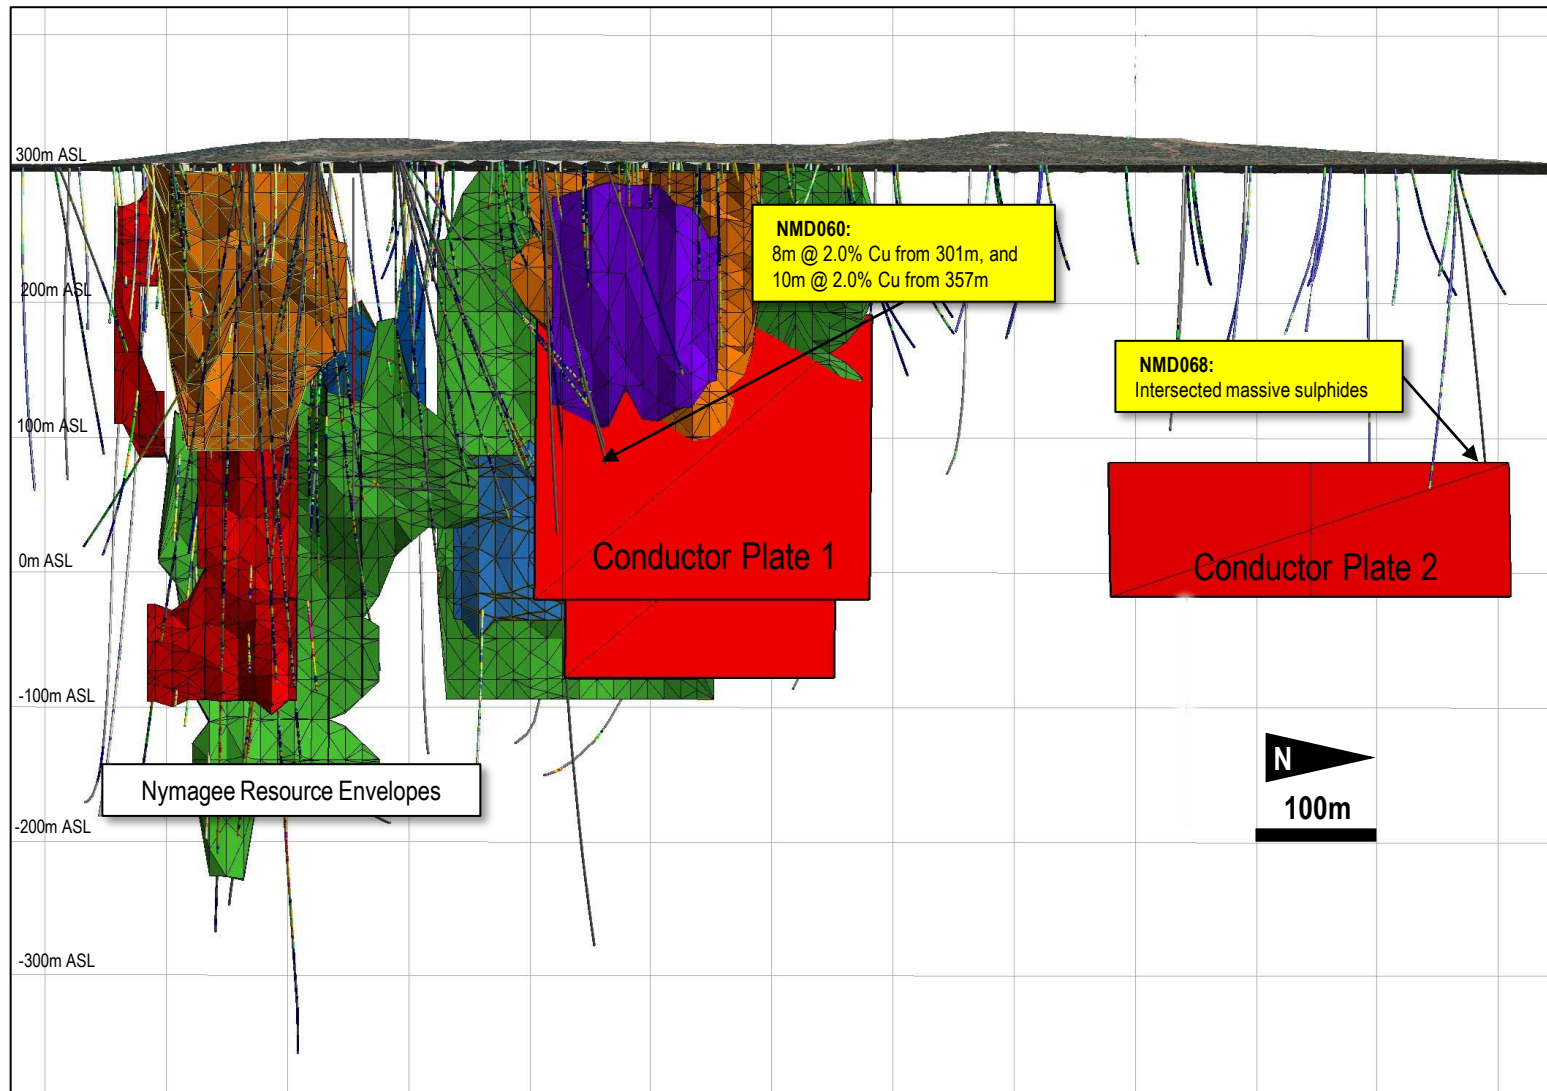 300m ASL
NMD060:
8m @ 2.0% Cu from 301m, and
10m @ 2.0% Cu from 357m
200m ASL
NMD068:
Intersected massive sulphides
100m ASL
0m ASL
Conductor Plate 1
Conductor Plate 2
-100m ASL
N
Nymagee Resource Envelopes
100m
-200m ASL
-300m ASL